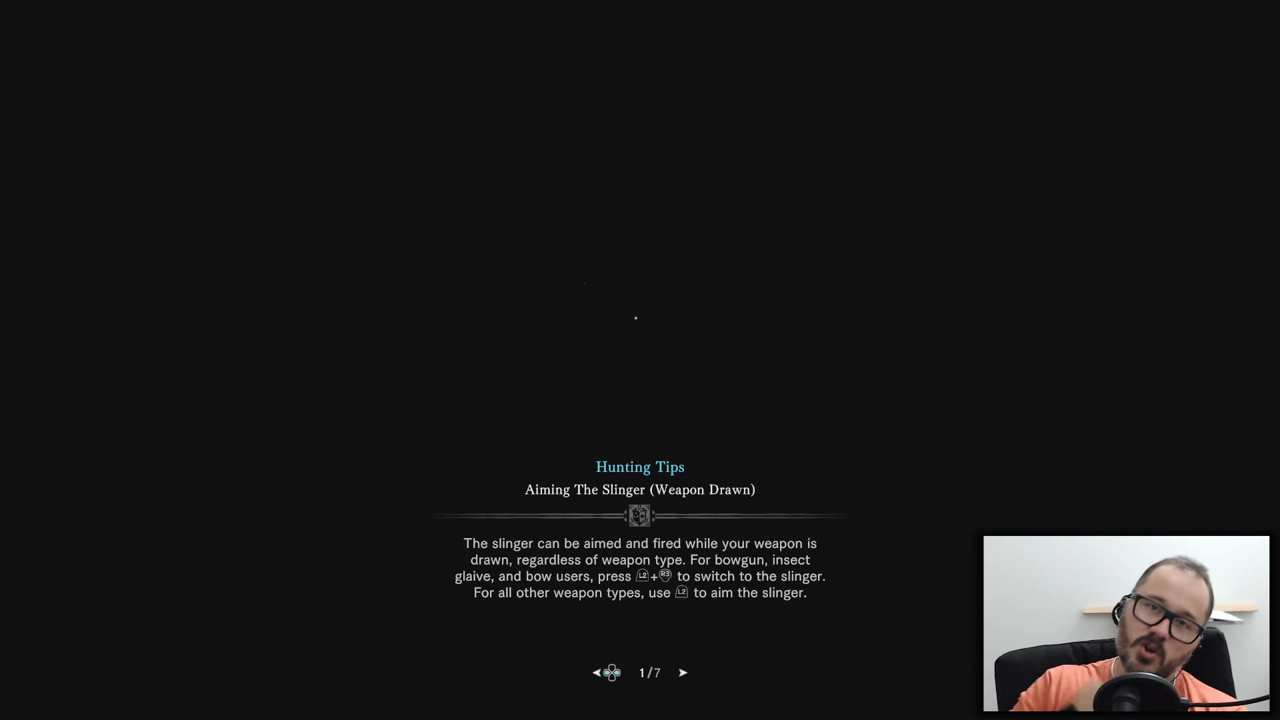 Hunting Tips
Aiming The Slinger (Weapon Drawn)
The slinger can be aimed and fired while your weapon is
drawn, regardless of weapon type. For bowgun, insect
glaive, and bow users, press L2+R3 to switch to the slinger.
For all other weapon types, use L2 to aim the slinger.
1/7